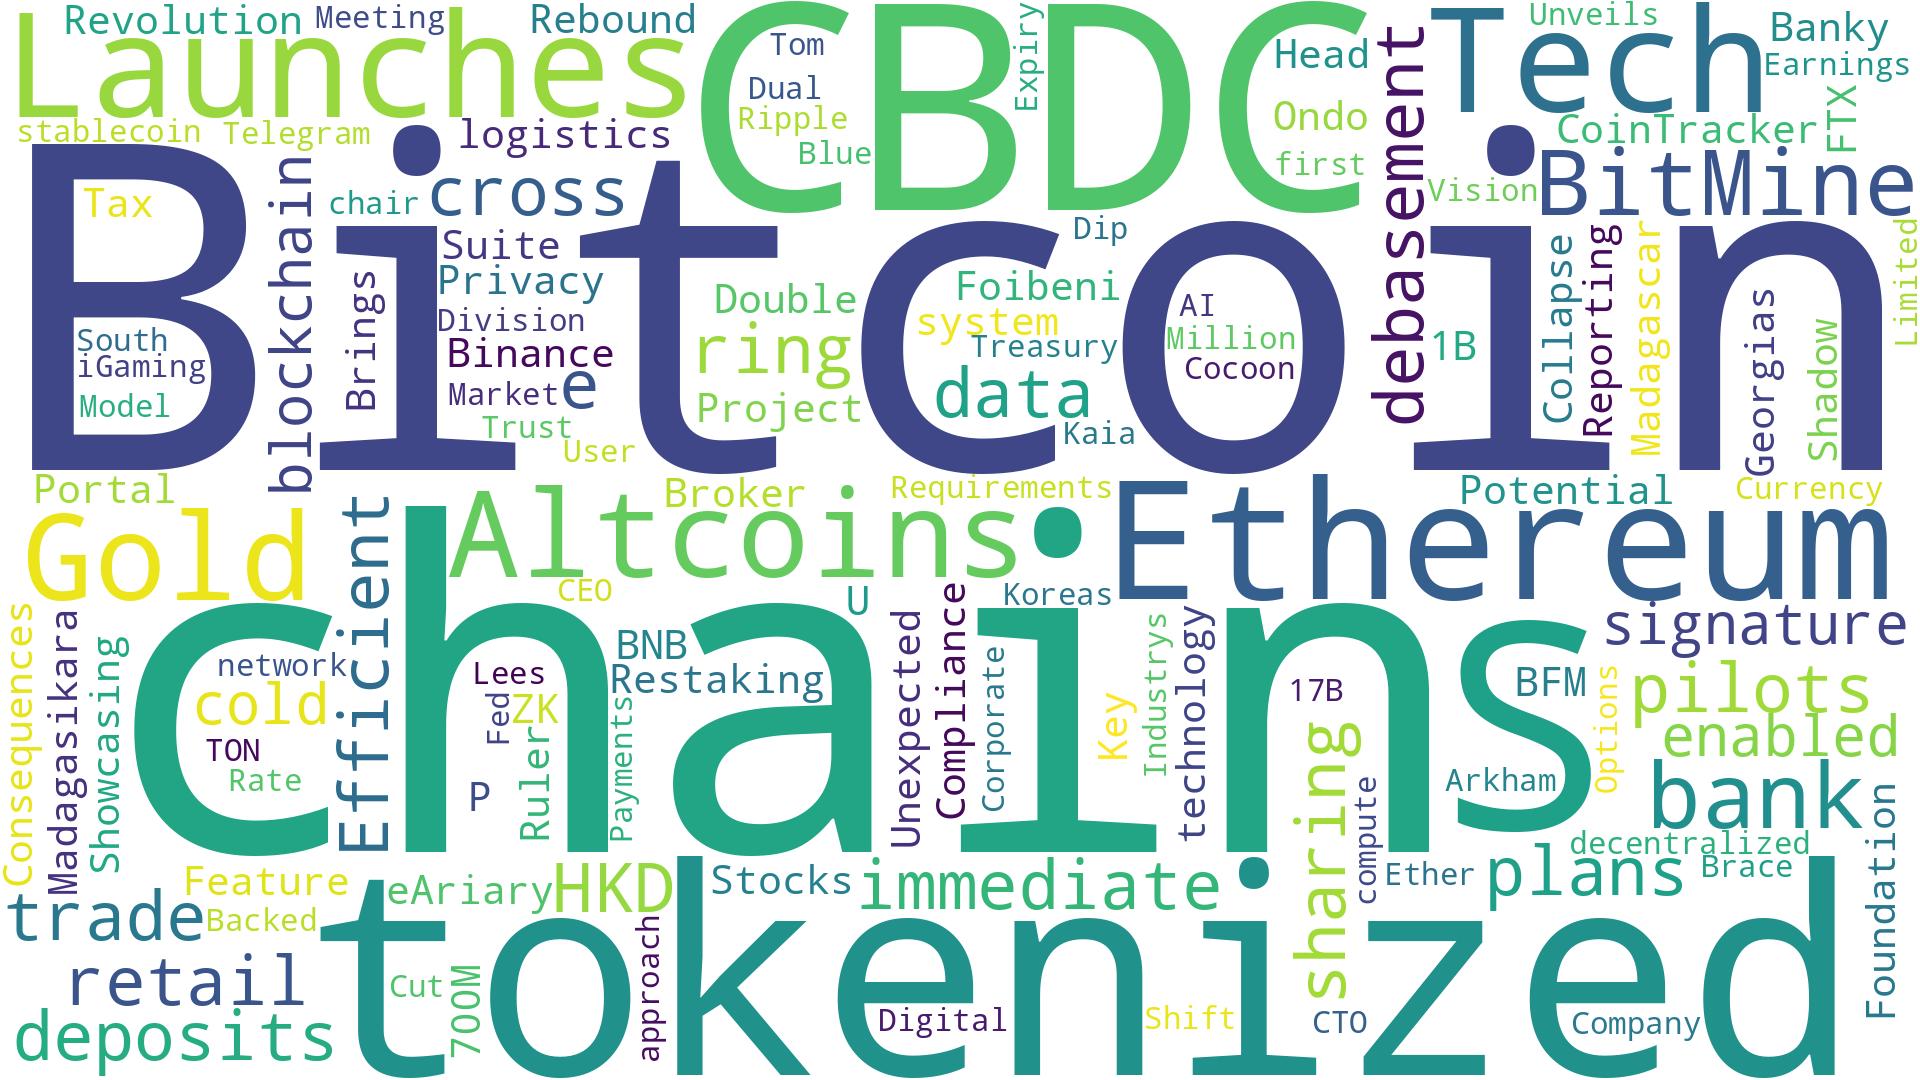 Revolution
Meeting
Rebound
Launches
CBDC
Tom
Dual
Ripple
Blue
Expiry
Head
Ondo
first
debasement
Tech
Unveils
Banky
Earnings
FTX
CoinTracker
stablecoin
Telegram
logistics
Bitcoin
Tax
blockchain
chair
cross
Suite
Privacy
Division
Binance
Market
e
Trust
User
Brings
South
iGaming
Model
Dip
Double
ring
Project
Foibeni
system
Treasury
data
Kaia
AI
Million
Cocoon
Vision
BitMine
1B
Collapse
Reporting
Madagascar
Georgias
Shadow
Limited
Portal
Gold
Efficient
Altcoins
Broker
Requirements
CEO
U
Koreas
Ethereum
Potential
Currency
chains
Consequences
Madagasikara
Showcasing
network
cold
TON
Rate
Lees
Fed
ZK
P
Ruler
BNB
Restaking
Payments
Unexpected
Compliance
Corporate
Key
Industrys
technology
17B
sharing
compute
BFM
Arkham
Options
signature
pilots
enabled
bank
decentralized
Brace
Foundation
plans
Ether
trade
Feature
Backed
retail
deposits
eAriary
HKD
Stocks
immediate
tokenized
Cut
700M
approach
Digital
Shift
CTO
Company